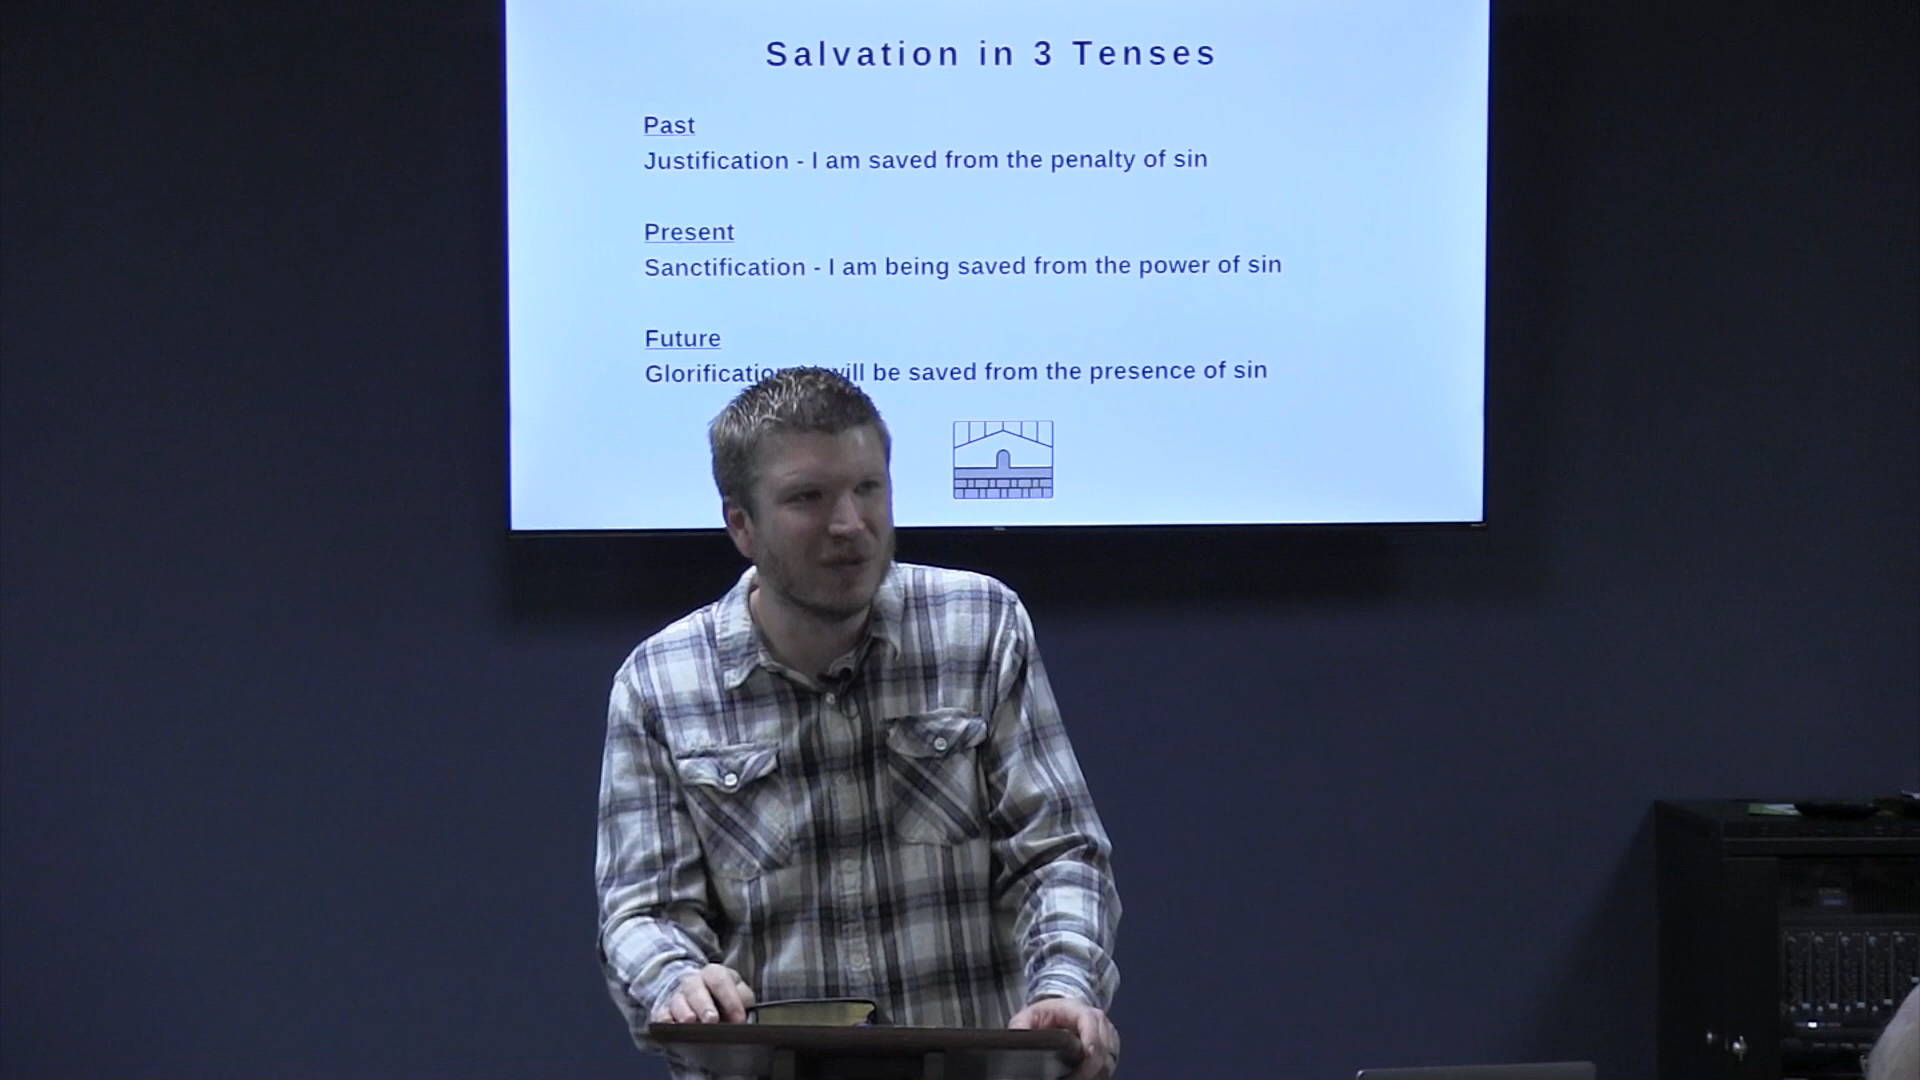 Salvation in 3 Tenses
Past
Justification - I am saved from the penalty of sin
Present
Sanctification - I am being saved from the power of sin
Future
will be saved from the presence of sin